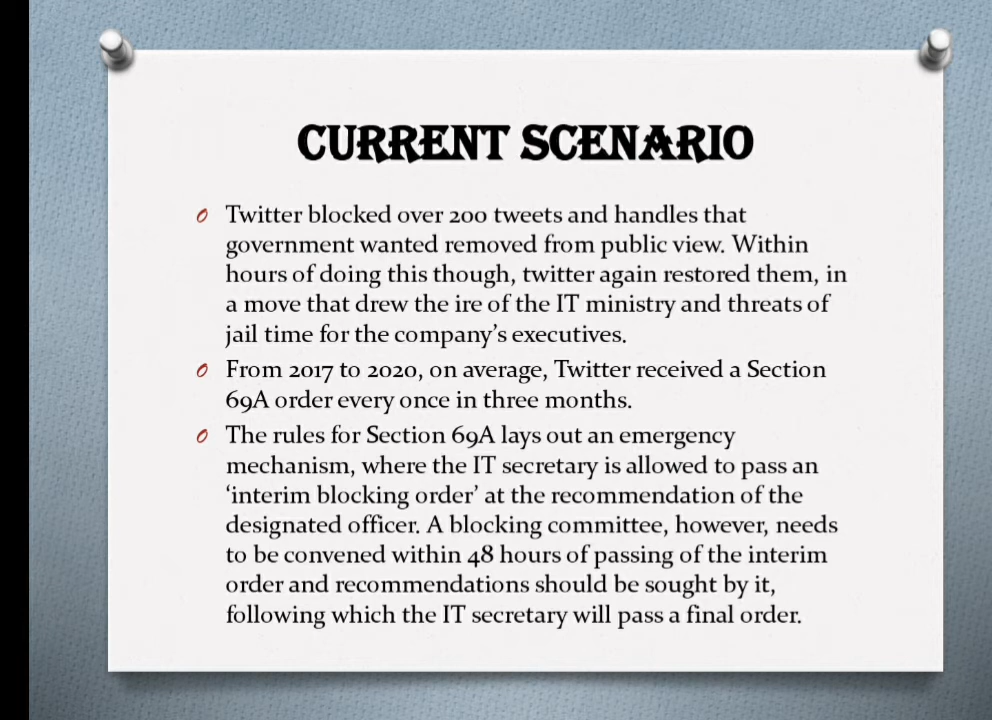 CURRENT SCENARIO
Twitter blocked over 200 tweets and handles that
government wanted removed from public view. Within
hours of doing this though, twitter again restored them, in
a move that drew the ire of the IT ministry and threats of
jail time for the company's executives.
From 2017 to 2020, on average, Twitter received a Section
69A order every once in three months.
The rules for Section 69A lays out an emergency
mechanism, where the IT secretary is allowed to pass an
‘interim blocking order’ at the recommendation of the
designated officer. A blocking committee, however, needs
to be convened within 48 hours of passing of the interim
order and recommendations should be sought by it,
following which the IT secretary will pass a final order.